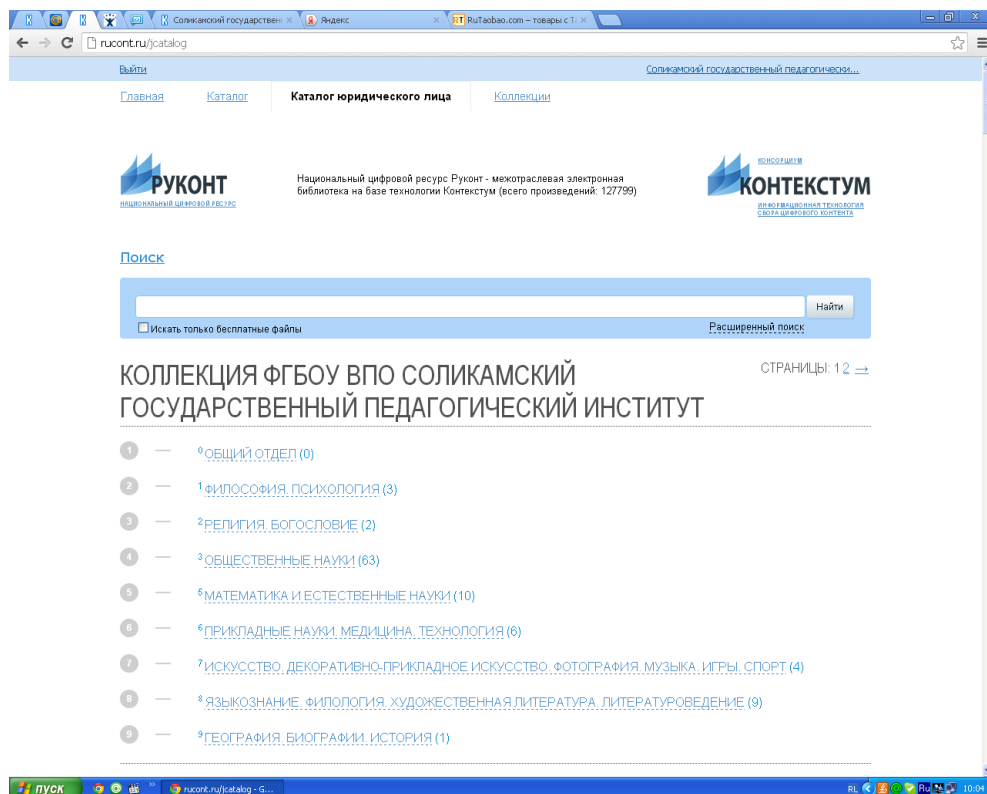 Соликамский государствен
Яндекс
RuTaobao.com – товары с Та
rucont.ru/jcatalog
Выйти
Соликамский государственный педагогически...
Главная Каталог Каталог юридического лица Коллекции
РУКОНТ
НАЦИОНАЛЬНЫЙ ЦИФРОВОЙ РЕСУРС
Национальный цифровой ресурс Руконт - межотраслевая электронная
библиотека на базе технологии Контекстум (всего произведений: 127799)
КОНСОРЦИУМ
КОНТЕКСТУМ
ИНФОРМАЦИОННАЯ ТЕХНОЛОГИЯ
СБОРА ЦИФРОВОГО КОНТЕНТА
Поиск
Найти
Искать только бесплатные файлы
Расширенный поиск
КОЛЛЕКЦИЯ ФГБОУ ВПО СОЛИКАМСКИЙ
ГОСУДАРСТВЕННЫЙ ПЕДАГОГИЧЕСКИЙ ИНСТИТУТ
СТРАНИЦЫ: 1 2 →
1 — 0 ОБЩИЙ ОТДЕЛ (0)
2 — 1 ФИЛОСОФИЯ. ПСИХОЛОГИЯ (3)
3 — 2 РЕЛИГИЯ. БОГОСЛОВИЕ (2)
4 — 3 ОБЩЕСТВЕННЫЕ НАУКИ (63)
5 — 5 МАТЕМАТИКА И ЕСТЕСТВЕННЫЕ НАУКИ (10)
6 — 6 ПРИКЛАДНЫЕ НАУКИ. МЕДИЦИНА. ТЕХНОЛОГИЯ (6)
7 — 7 ИСКУССТВО. ДЕКОРАТИВНО-ПРИКЛАДНОЕ ИСКУССТВО. ФОТОГРАФИЯ. МУЗЫКА. ИГРЫ. СПОРТ (4)
8 — 8 ЯЗЫКОЗНАНИЕ. ФИЛОЛОГИЯ. ХУДОЖЕСТВЕННАЯ ЛИТЕРАТУРА. ЛИТЕРАТУРОВЕДЕНИЕ (9)
9 — 9 ГЕОГРАФИЯ. БИОГРАФИИ. ИСТОРИЯ (1)
пуск
rucont.ru/jcatalog - G...
RL
Ru
10:04